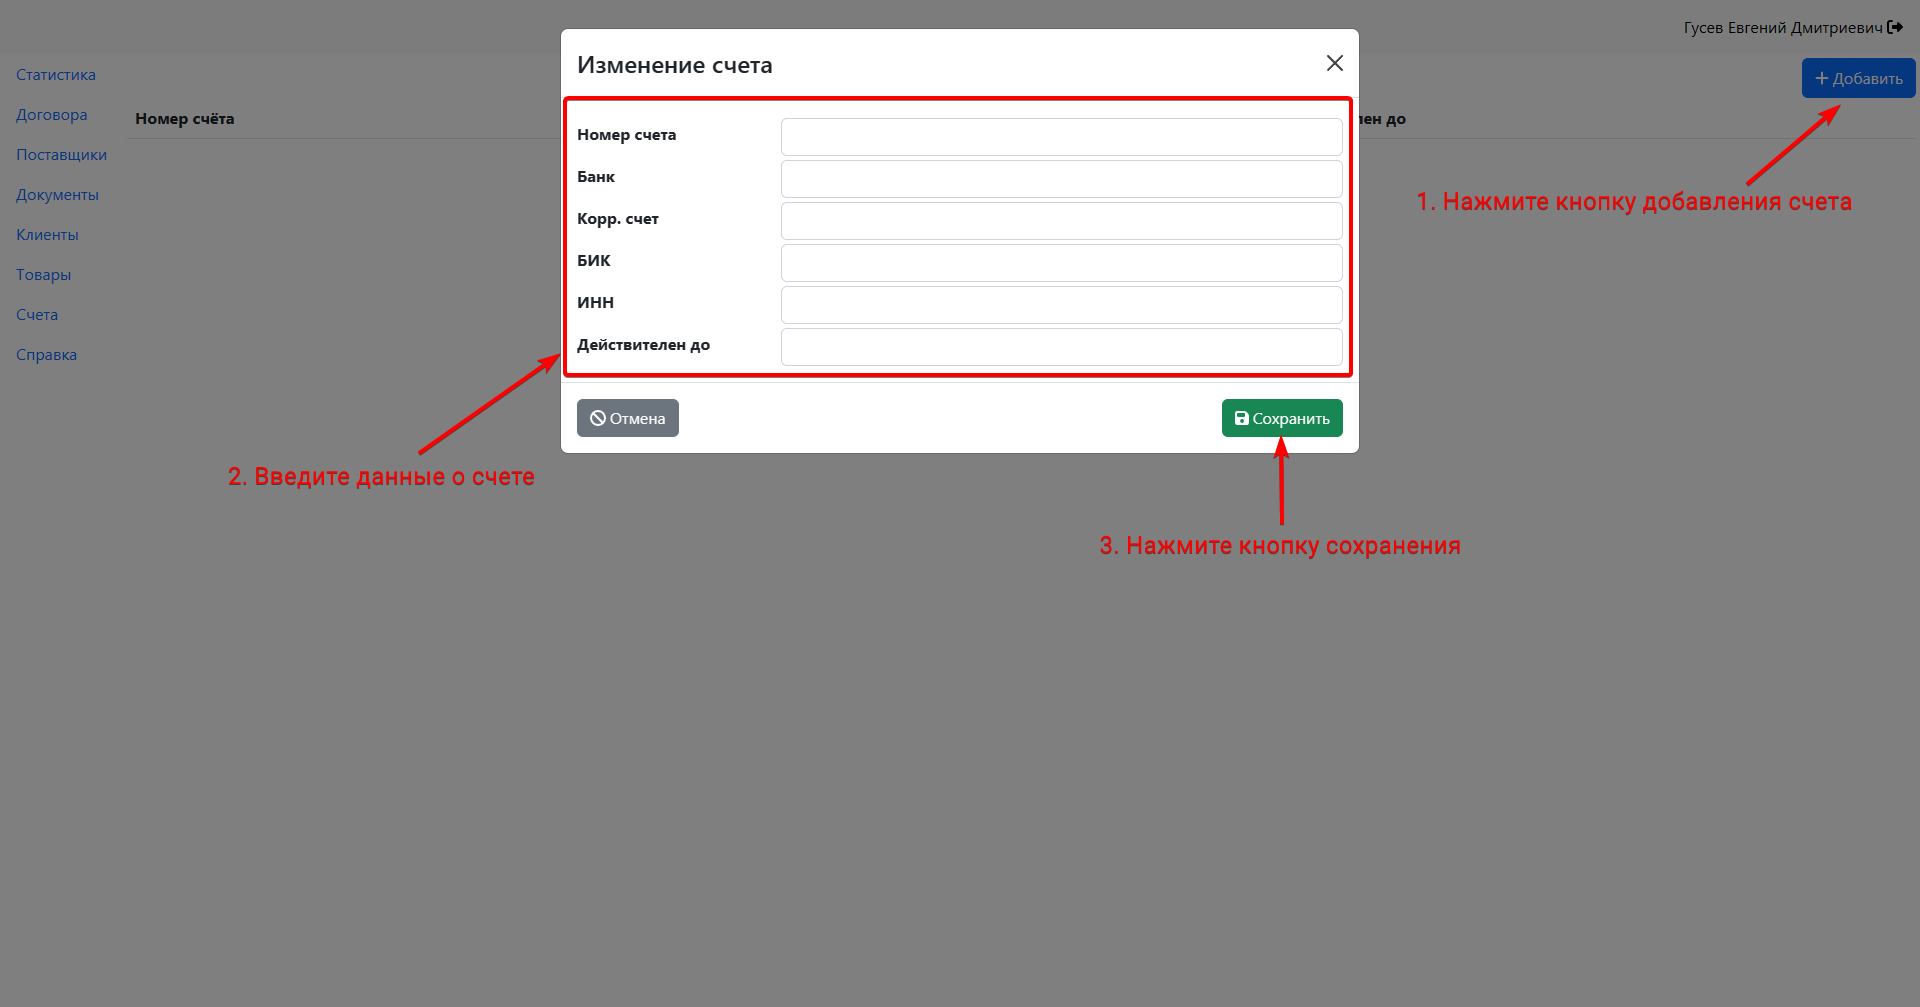 Гусев Евгений Дмитриевич
Изменение счета
Статистика
Добавить
Договора
Номер счёта
ен до
Номер счета
Поставщики
Банк
Документы
1. Нажмите кнопку добавления счета
Корр. счет
Клиенты
БИК
Товары
ИНН
Счета
Действителен до
Справка
Отмена
Сохранить
2. Введите данные о счете
3. Нажмите кнопку сохранения